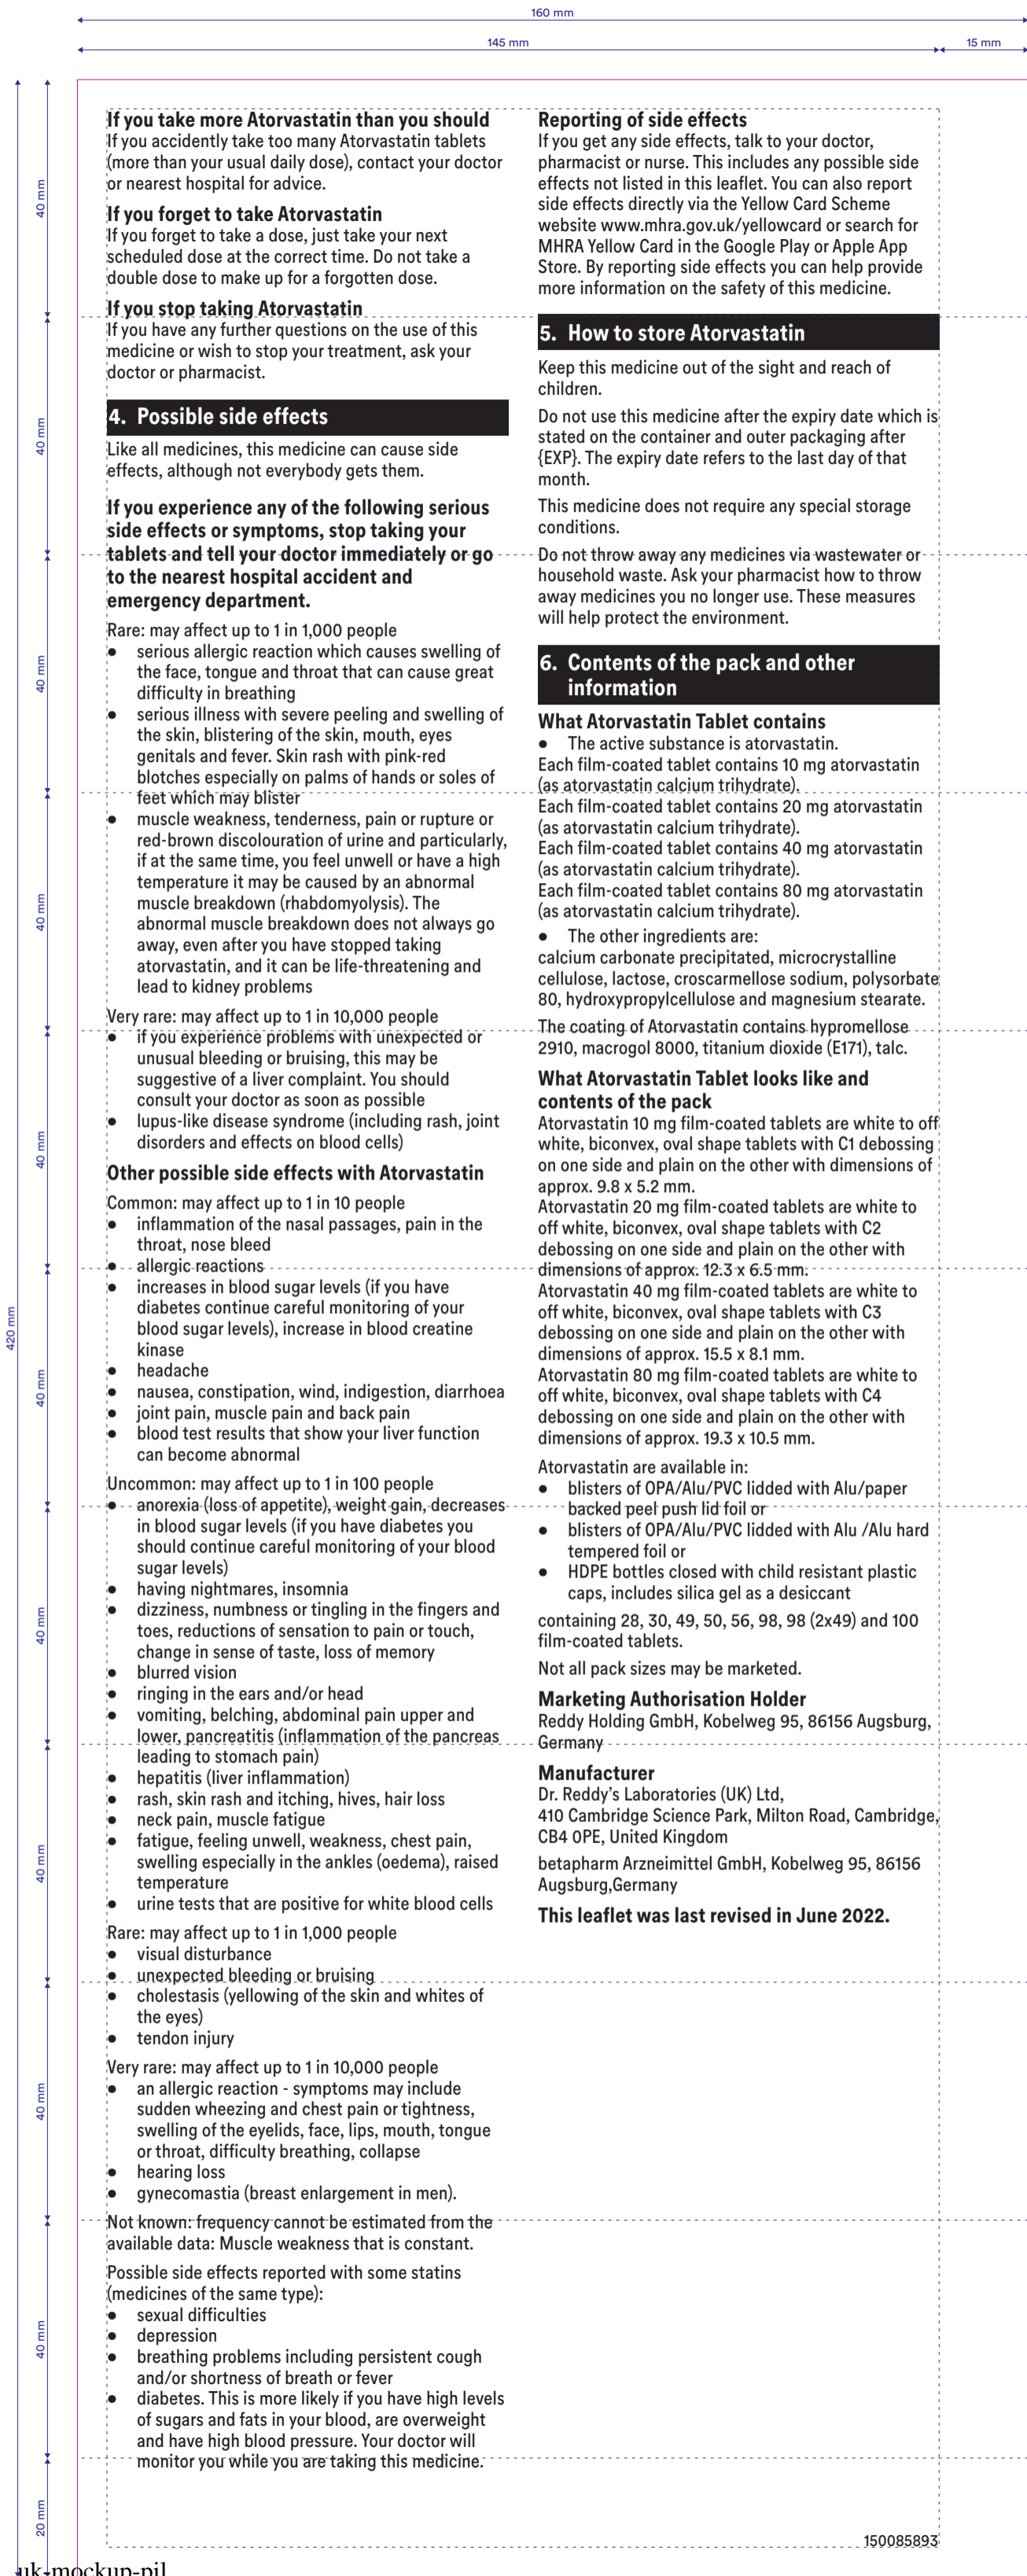 160 mm
145 mm
15 mm
420 mm
40 mm
40 mm
40 mm
40 mm
40 mm
40 mm
40 mm
40 mm
40 mm
40 mm
20 mm
If you take more Atorvastatin than you should
If you accidently take too many Atorvastatin tablets
(more than your usual daily dose), contact your doctor
or nearest hospital for advice.
If you forget to take Atorvastatin
If you forget to take a dose, just take your next
scheduled dose at the correct time. Do not take a
double dose to make up for a forgotten dose.
If you stop taking Atorvastatin
If you have any further questions on the use of this
medicine or wish to stop your treatment, ask your
doctor or pharmacist.
4. Possible side effects
Like all medicines, this medicine can cause side
effects, although not everybody gets them.
If you experience any of the following serious
side effects or symptoms, stop taking your
tablets and tell your doctor immediately or go
to the nearest hospital accident and
emergency department.
Rare: may affect up to 1 in 1,000 people
● serious allergic reaction which causes swelling of
the face, tongue and throat that can cause great
difficulty in breathing
● serious illness with severe peeling and swelling of
the skin, blistering of the skin, mouth, eyes
genitals and fever. Skin rash with pink-red
blotches especially on palms of hands or soles of
feet which may blister
● muscle weakness, tenderness, pain or rupture or
red-brown discolouration of urine and particularly,
if at the same time, you feel unwell or have a high
temperature it may be caused by an abnormal
muscle breakdown (rhabdomyolysis). The
abnormal muscle breakdown does not always go
away, even after you have stopped taking
atorvastatin, and it can be life-threatening and
lead to kidney problems
Very rare: may affect up to 1 in 10,000 people
● if you experience problems with unexpected or
unusual bleeding or bruising, this may be
suggestive of a liver complaint. You should
consult your doctor as soon as possible
● lupus-like disease syndrome (including rash, joint
disorders and effects on blood cells)
Other possible side effects with Atorvastatin
Common: may affect up to 1 in 10 people
● inflammation of the nasal passages, pain in the
throat, nose bleed
● allergic reactions
● increases in blood sugar levels (if you have
diabetes continue careful monitoring of your
blood sugar levels), increase in blood creatine
kinase
● headache
● nausea, constipation, wind, indigestion, diarrhoea
● joint pain, muscle pain and back pain
● blood test results that show your liver function
can become abnormal
Uncommon: may affect up to 1 in 100 people
● anorexia (loss of appetite), weight gain, decreases
in blood sugar levels (if you have diabetes you
should continue careful monitoring of your blood
sugar levels)
● having nightmares, insomnia
● dizziness, numbness or tingling in the fingers and
toes, reductions of sensation to pain or touch,
change in sense of taste, loss of memory
● blurred vision
● ringing in the ears and/or head
● vomiting, belching, abdominal pain upper and
lower, pancreatitis (inflammation of the pancreas
leading to stomach pain)
● hepatitis (liver inflammation)
● rash, skin rash and itching, hives, hair loss
● neck pain, muscle fatigue
● fatigue, feeling unwell, weakness, chest pain,
swelling especially in the ankles (oedema), raised
temperature
● urine tests that are positive for white blood cells
Rare: may affect up to 1 in 1,000 people
● visual disturbance
● unexpected bleeding or bruising
● cholestasis (yellowing of the skin and whites of
the eyes)
● tendon injury
Very rare: may affect up to 1 in 10,000 people
● an allergic reaction - symptoms may include
sudden wheezing and chest pain or tightness,
swelling of the eyelids, face, lips, mouth, tongue
or throat, difficulty breathing, collapse
● hearing loss
● gynecomastia (breast enlargement in men).
Not known: frequency cannot be estimated from the
available data: Muscle weakness that is constant.
Possible side effects reported with some statins
(medicines of the same type):
● sexual difficulties
● depression
● breathing problems including persistent cough
and/or shortness of breath or fever
● diabetes. This is more likely if you have high levels
of sugars and fats in your blood, are overweight
and have high blood pressure. Your doctor will
monitor you while you are taking this medicine.
Reporting of side effects
If you get any side effects, talk to your doctor,
pharmacist or nurse. This includes any possible side
effects not listed in this leaflet. You can also report
side effects directly via the Yellow Card Scheme
website www.mhra.gov.uk/yellowcard or search for
MHRA Yellow Card in the Google Play or Apple App
Store. By reporting side effects you can help provide
more information on the safety of this medicine.
5. How to store Atorvastatin
Keep this medicine out of the sight and reach of
children.
Do not use this medicine after the expiry date which is
stated on the container and outer packaging after
{EXP}. The expiry date refers to the last day of that
month.
This medicine does not require any special storage
conditions.
Do not throw away any medicines via wastewater or
household waste. Ask your pharmacist how to throw
away medicines you no longer use. These measures
will help protect the environment.
6. Contents of the pack and other
information
What Atorvastatin Tablet contains
● The active substance is atorvastatin.
Each film-coated tablet contains 10 mg atorvastatin
(as atorvastatin calcium trihydrate).
Each film-coated tablet contains 20 mg atorvastatin
(as atorvastatin calcium trihydrate).
Each film-coated tablet contains 40 mg atorvastatin
(as atorvastatin calcium trihydrate).
Each film-coated tablet contains 80 mg atorvastatin
(as atorvastatin calcium trihydrate).
● The other ingredients are:
calcium carbonate precipitated, microcrystalline
cellulose, lactose, croscarmellose sodium, polysorbate
80, hydroxypropylcellulose and magnesium stearate.
The coating of Atorvastatin contains hypromellose
2910, macrogol 8000, titanium dioxide (E171), talc.
What Atorvastatin Tablet looks like and
contents of the pack
Atorvastatin 10 mg film-coated tablets are white to off
white, biconvex, oval shape tablets with C1 debossing
on one side and plain on the other with dimensions of
approx. 9.8 x 5.2 mm.
Atorvastatin 20 mg film-coated tablets are white to
off white, biconvex, oval shape tablets with C2
debossing on one side and plain on the other with
dimensions of approx. 12.3 x 6.5 mm.
Atorvastatin 40 mg film-coated tablets are white to
off white, biconvex, oval shape tablets with C3
debossing on one side and plain on the other with
dimensions of approx. 15.5 x 8.1 mm.
Atorvastatin 80 mg film-coated tablets are white to
off white, biconvex, oval shape tablets with C4
debossing on one side and plain on the other with
dimensions of approx. 19.3 x 10.5 mm.
Atorvastatin are available in:
● blisters of OPA/Alu/PVC lidded with Alu/paper
backed peel push lid foil or
● blisters of OPA/Alu/PVC lidded with Alu /Alu hard
tempered foil or
● HDPE bottles closed with child resistant plastic
caps, includes silica gel as a desiccant
containing 28, 30, 49, 50, 56, 98, 98 (2x49) and 100
film-coated tablets.
Not all pack sizes may be marketed.
Marketing Authorisation Holder
Reddy Holding GmbH, Kobelweg 95, 86156 Augsburg,
Germany
Manufacturer
Dr. Reddy's Laboratories (UK) Ltd,
410 Cambridge Science Park, Milton Road, Cambridge,
CB4 0PE, United Kingdom
betapharm Arzneimittel GmbH, Kobelweg 95, 86156
Augsburg,Germany
This leaflet was last revised in June 2022.
150085893
uk-mockup-pil